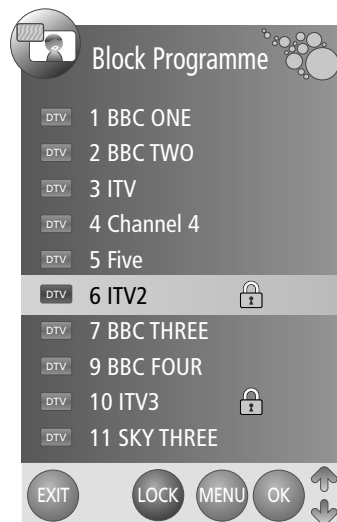 Block Programme
DTV 1 BBC ONE
DTV 2 BBC TWO
DTV 3 ITV
DTV 4 Channel 4
DTV 5 Five
DTV 6 ITV2
DTV 7 BBC THREE
DTV 9 BBC FOUR
DTV 10 ITV3
DTV 11 SKY THREE
EXIT LOCK MENU OK